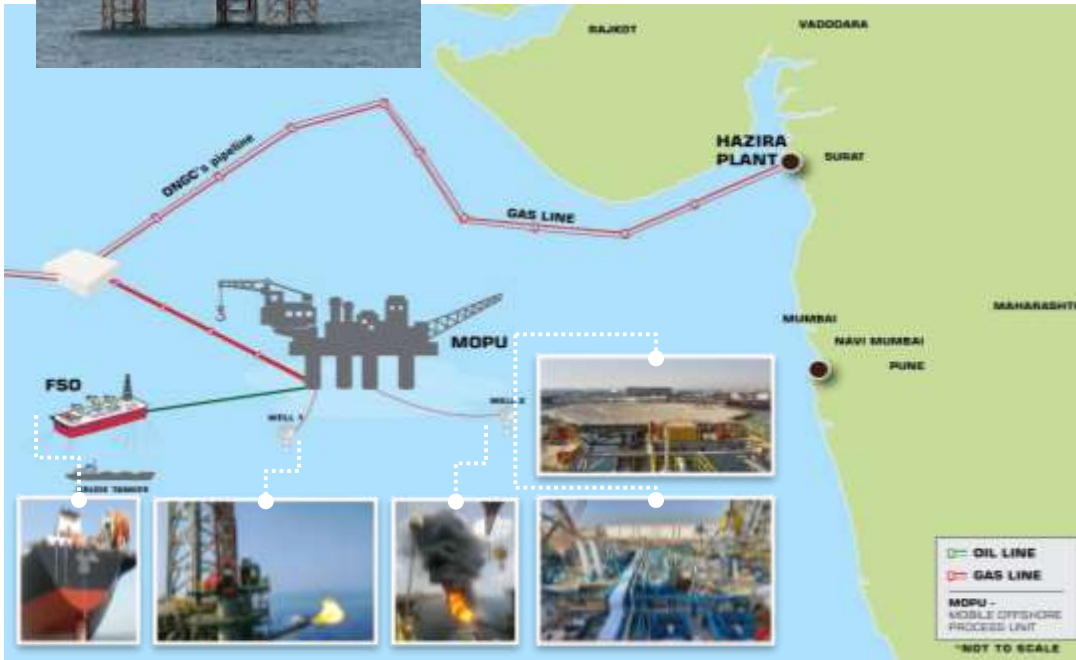 RAJKOT
VADODARA
ONGC's pipeline
HAZIRA
PLANT
SURAT
GAS LINE
MAHARASHT
MUMBAI
NAVI MUMBAI
PUNE
MOPU
FSO
WELL 1
WELL 2
TANKER
OIL LINE
GAS LINE
MOPU -
MOBILE OFFSHORE
PROCESS UNIT
*NOT TO SCALE